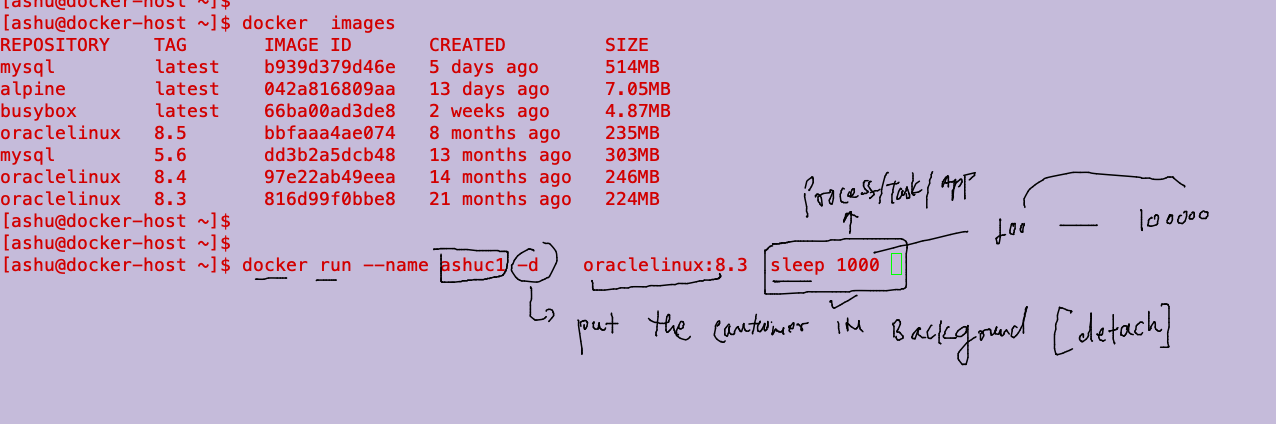 [ashu@docker-host ~]$
[ashu@docker-host ~]$ docker  images
REPOSITORY    TAG       IMAGE ID       CREATED         SIZE
mysql         latest    b939d379d46e   5 days ago      514MB
alpine        latest    042a816809aa   13 days ago     7.05MB
busybox       latest    66ba00ad3de8   2 weeks ago     4.87MB
oraclelinux   8.5       bbfaaa4ae074   8 months ago    235MB
mysql         5.6       dd3b2a5dcb48   13 months ago   303MB
oraclelinux   8.4       97e22ab49eea   14 months ago   246MB
oraclelinux   8.3       816d99f0bbe8   21 months ago   224MB
Process/task/App
[ashu@docker-host ~]$
100 — 100000
[ashu@docker-host ~]$
[ashu@docker-host ~]$ docker run --name ashuc1 -d    oraclelinux:8.3  sleep 1000
put the container in Background [detach]